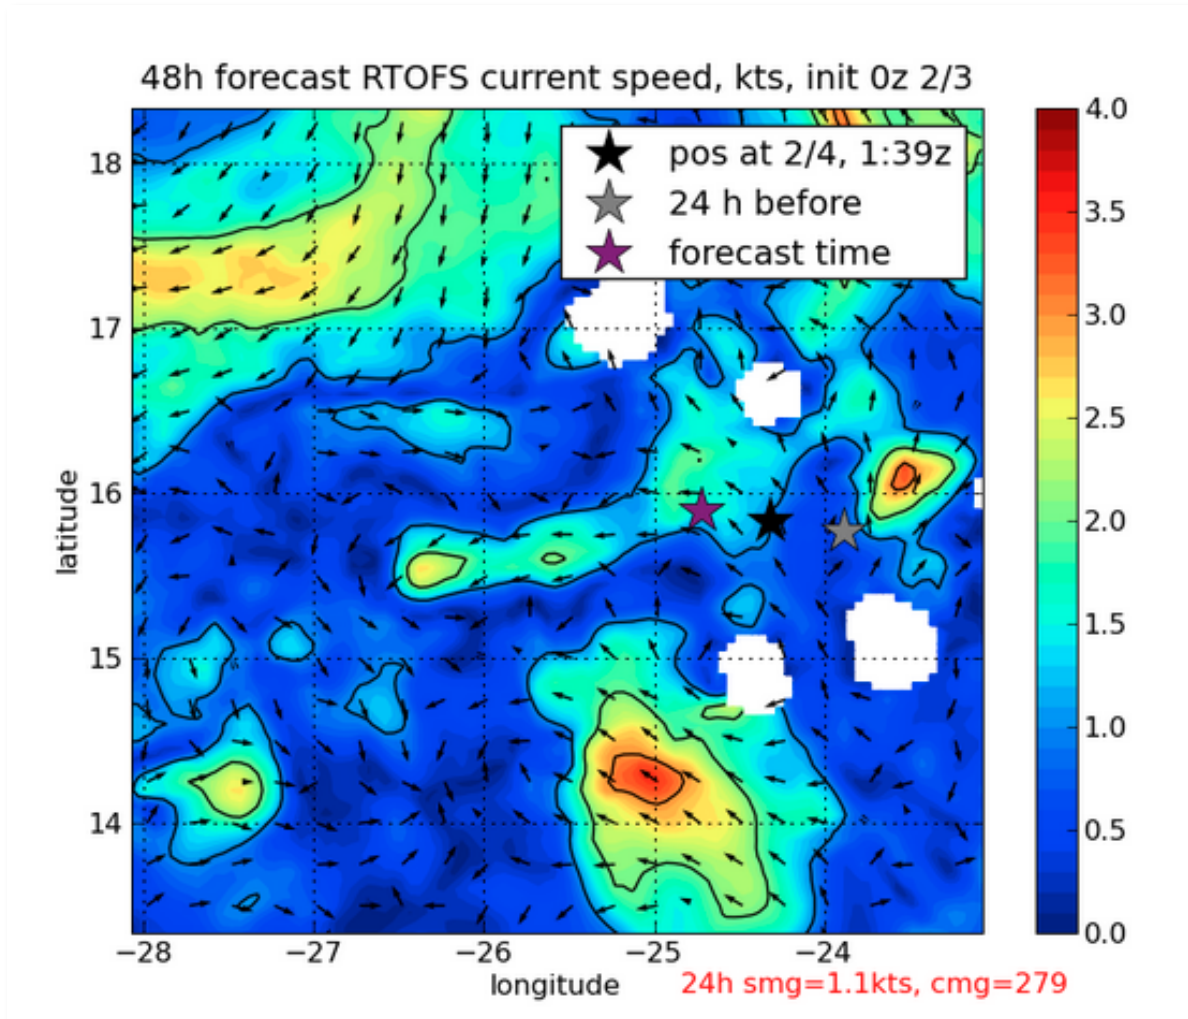 48h forecast RTOFS current speed, kts, init 0z 2/3
pos at 2/4, 1:39z
24 h before
forecast time
18
17
16
15
14
latitude
−28
−27
−26
−25
−24
longitude
4.0
3.5
3.0
2.5
2.0
1.5
1.0
0.5
0.0
24h smg=1.1kts, cmg=279